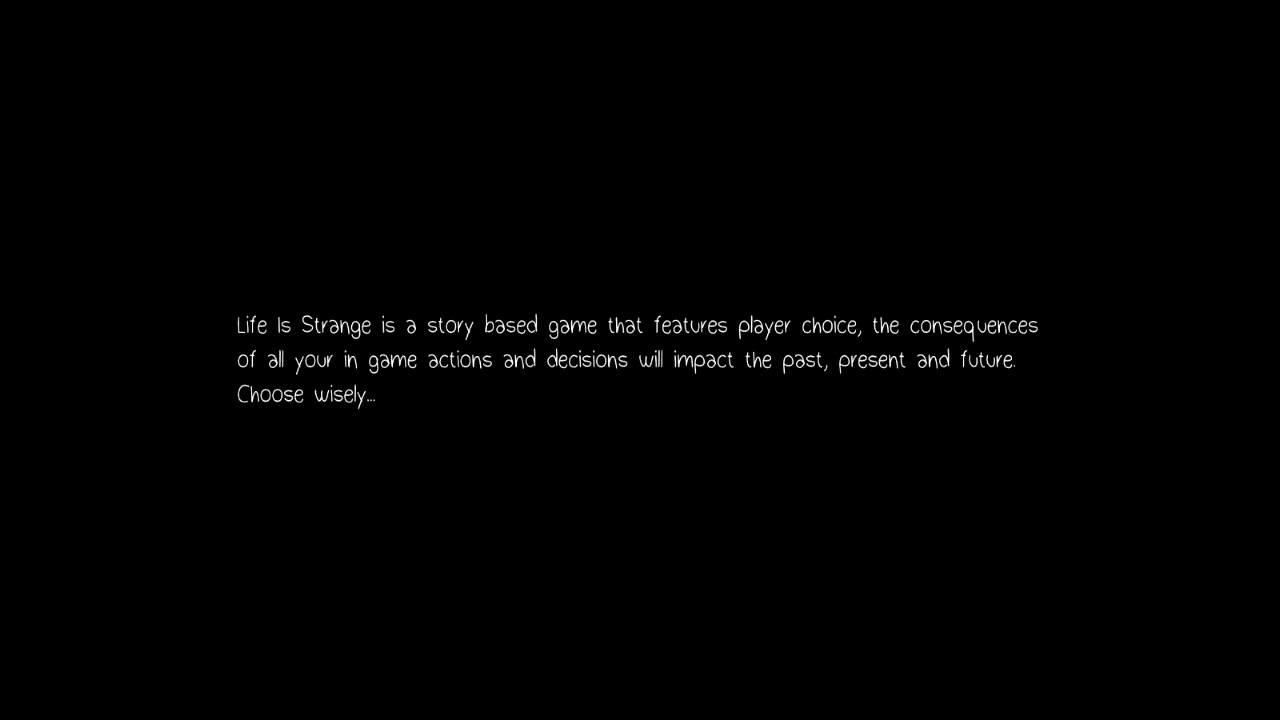 Life Is Strange is a story based game that features player choice, the consequences
of all your in game actions and decisions will impact the past, present and future.
Choose wisely...